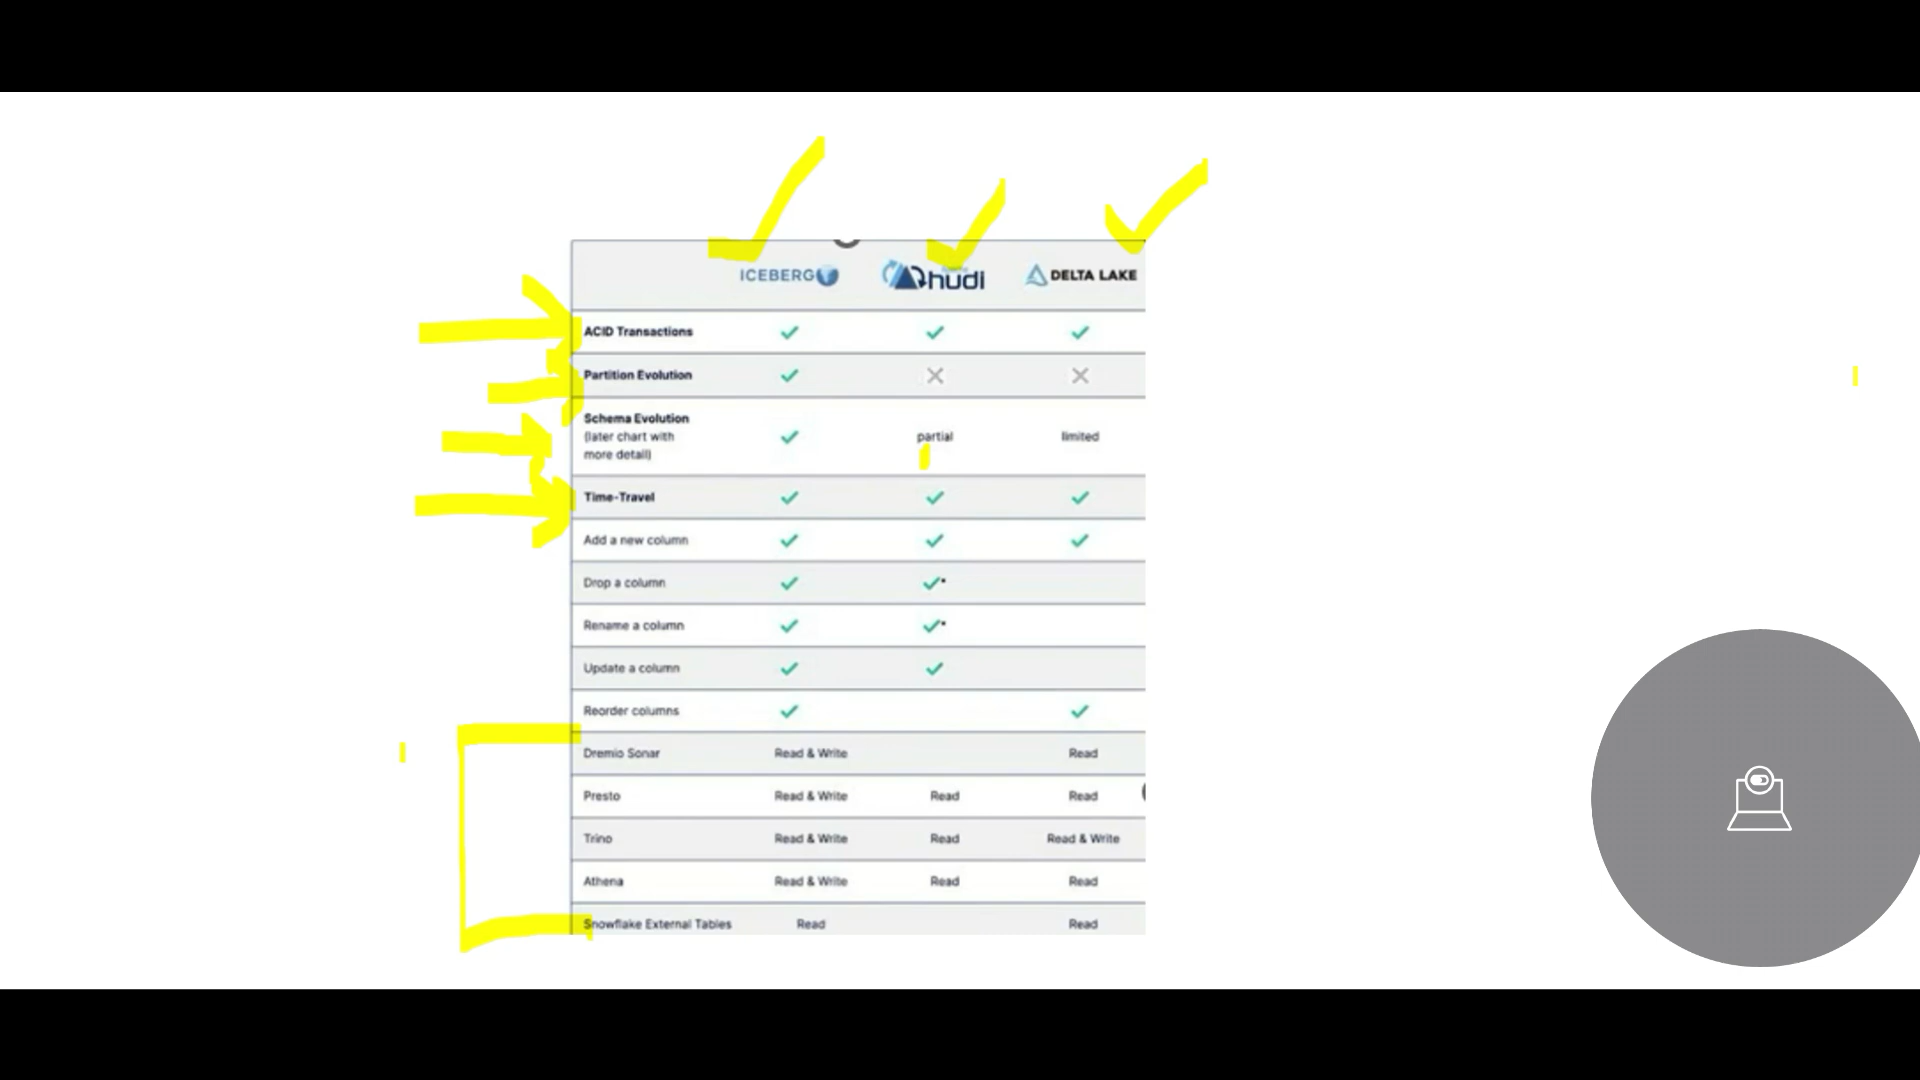 ICEBERG hudi DELTA LAKE
ACID Transactions
Partition Evolution
Schema Evolution
(later chart with
more detail) partial limited
Time-Travel
Add a new column
Drop a column
Rename a column
Update a column
Reorder columns
Dremio Sonar Read & Write Read
Presto Read & Write Read Read
Trino Read & Write Read Read & Write
Athena Read & Write Read Read
Snowflake External Tables Read Read